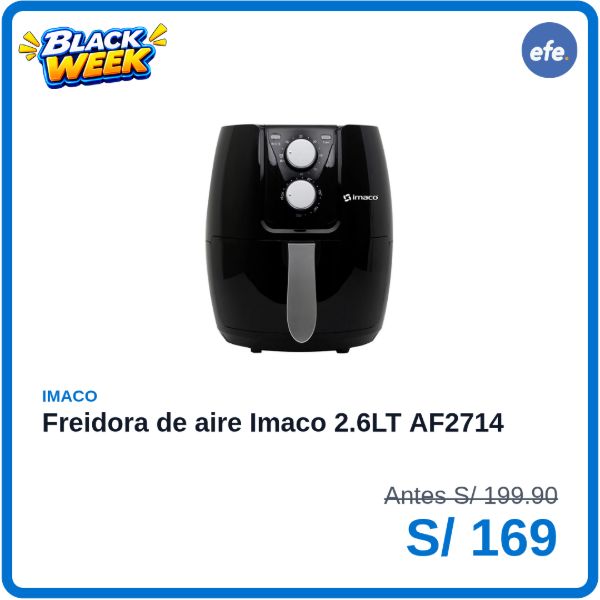 BLACK
WEEK
efe.
imaco
IMACO
Freidora de aire Imaco 2.6LT AF2714
Antes S/ 199.90
S/ 169